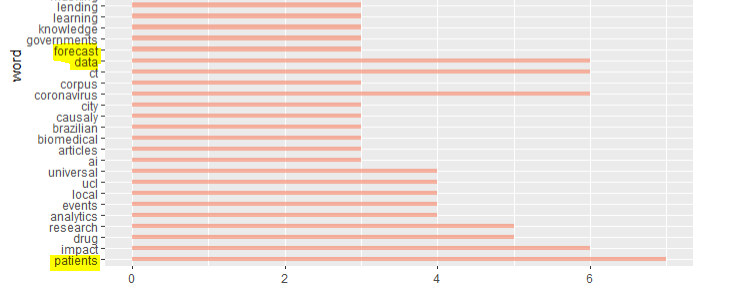 lending
learning
knowledge
governments
forecast
data
ct
corpus
coronavirus
city
causaly
brazilian
biomedical
articles
ai
universal
ucl
local
events
analytics
research
drug
impact
patients
word
0 2 4 6